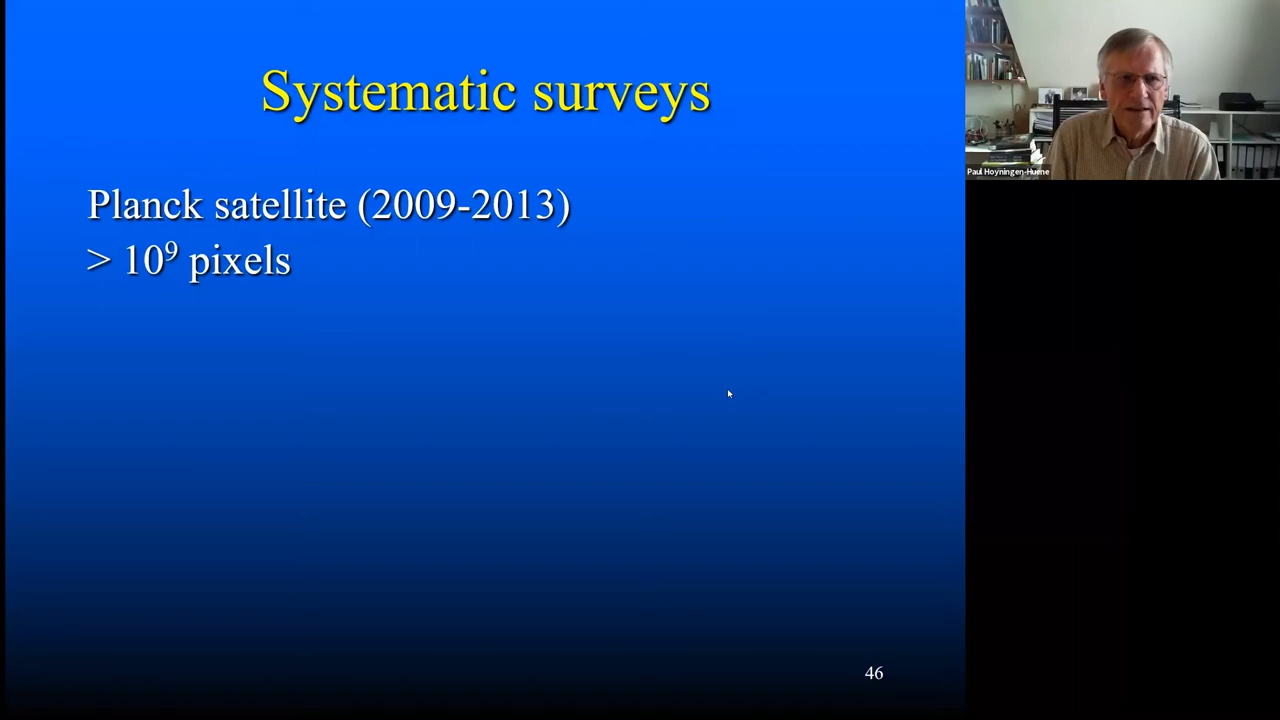 Systematic surveys
Planck satellite (2009-2013)
> 10⁹ pixels
46
Paul Hoyningen-Huene